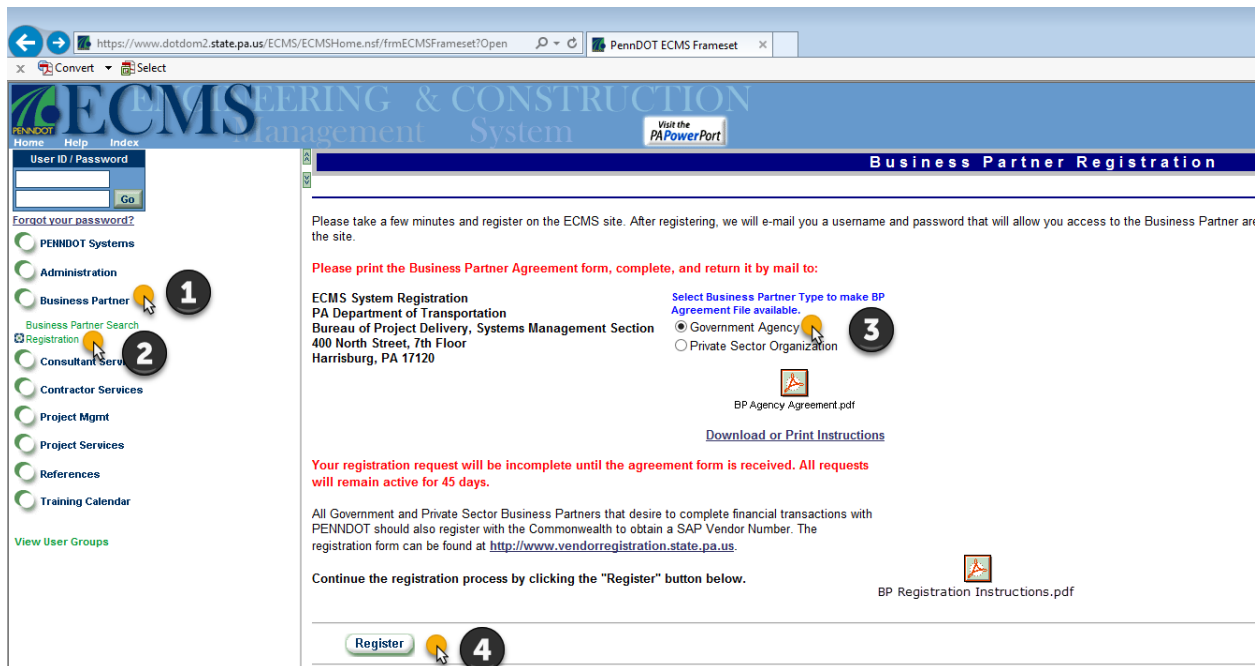 https://www.dotdom2.state.pa.us/ECMS/ECMSHome.nsf/frmECMSFrameset?Open
PennDOT ECMS Frameset
x Convert Select
ENGINEERING & CONSTRUCTION
ECMS
Management System
PENNDOT
Visit the
PAPowerPort
Home Help Index
User ID / Password
Go
Forgot your password?
PENNDOT Systems
Administration
Business Partner
1
Business Partner Search
Registration
2
Consultant Servi
Contractor Services
Project Mgmt
Project Services
References
Training Calendar
View User Groups
Business Partner Registration
Please take a few minutes and register on the ECMS site. After registering, we will e-mail you a username and password that will allow you access to the Business Partner are
the site.
Please print the Business Partner Agreement form, complete, and return it by mail to:
ECMS System Registration
PA Department of Transportation
Bureau of Project Delivery, Systems Management Section
400 North Street, 7th Floor
Harrisburg, PA 17120
Select Business Partner Type to make BP
Agreement File available.
Government Agency
3
Private Sector Organization
BP Agency Agreement.pdf
Download or Print Instructions
Your registration request will be incomplete until the agreement form is received. All requests
will remain active for 45 days.
All Government and Private Sector Business Partners that desire to complete financial transactions with
PENNDOT should also register with the Commonwealth to obtain a SAP Vendor Number. The
registration form can be found at http://www.vendorregistration.state.pa.us.
Continue the registration process by clicking the "Register" button below.
BP Registration Instructions.pdf
Register
4